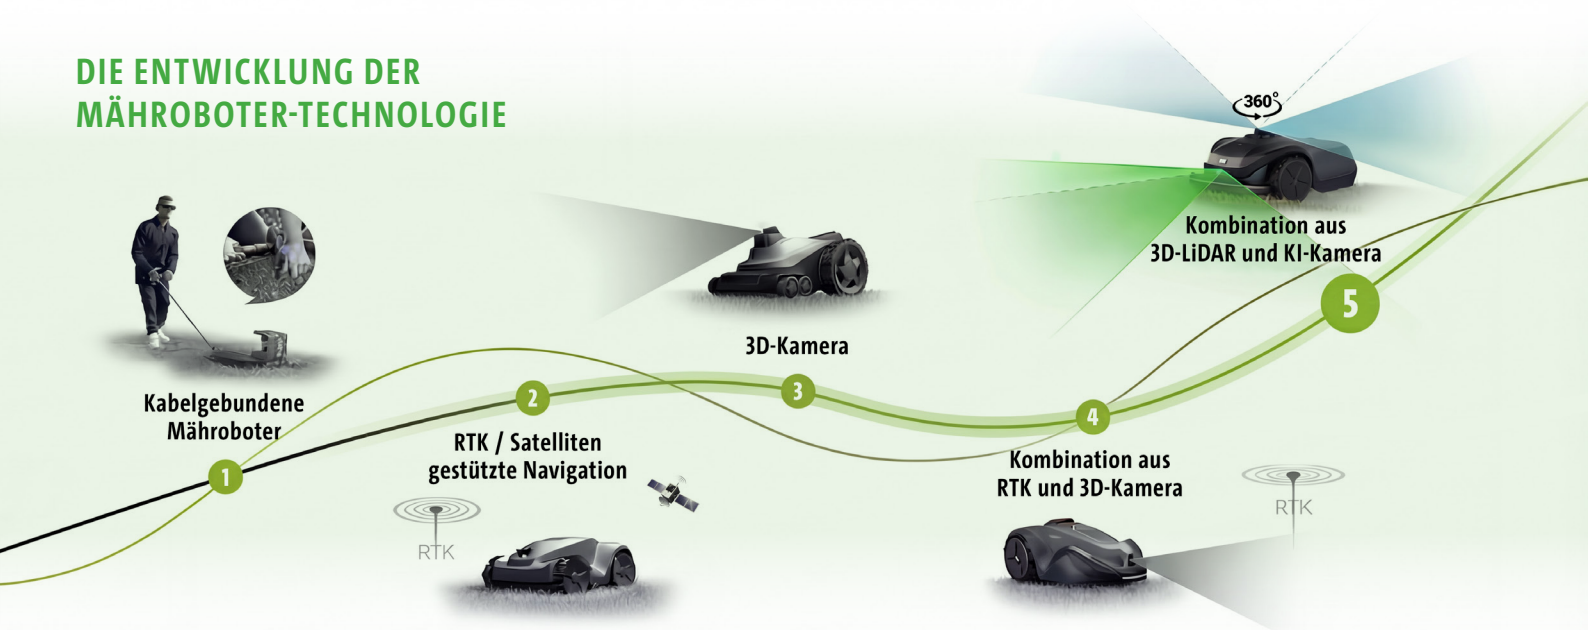 DIE ENTWICKLUNG DER
MÄHROBOTER-TECHNOLOGIE
Kabelgebundene
Mähroboter
1
2
RTK / Satelliten
gestützte Navigation
RTK
3D-Kamera
3
4
Kombination aus
RTK und 3D-Kamera
RTK
360°
Kombination aus
3D-LiDAR und KI-Kamera
5